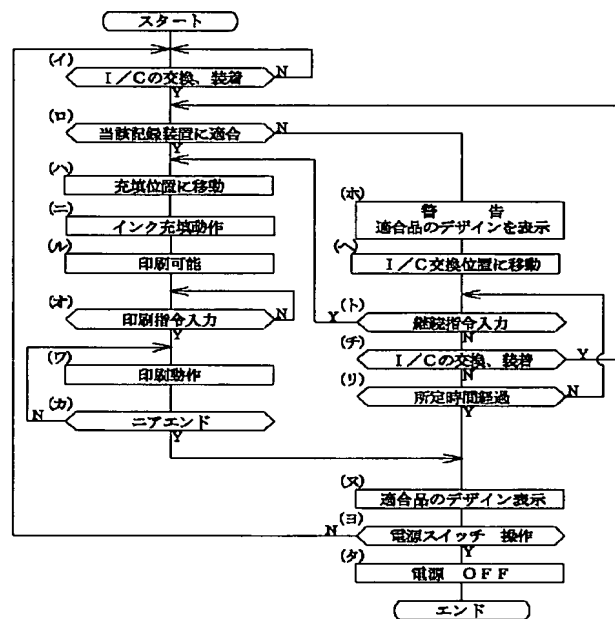 スタート
(イ)
I/Cの交換、装着
N
Y
(ロ)
当該記録装置に適合
N
Y
(ハ)
充填位置に移動
(ニ)
インク充填動作
(ル)
印刷可能
(オ)
印刷指令入力
N
Y
(ワ)
印刷動作
(カ)
ニアエンド
N
Y
(ホ)
警 告
適合品のデザインを表示
(ヘ)
I/C交換位置に移動
(ト)
継続指令入力
Y
N
(チ)
I/Cの交換、装着
Y
N
(リ)
所定時間経過
N
Y
(ヌ)
適合品のデザイン表示
(ヨ)
電源スイッチ 操作
N
Y
(タ)
電源 OFF
エンド